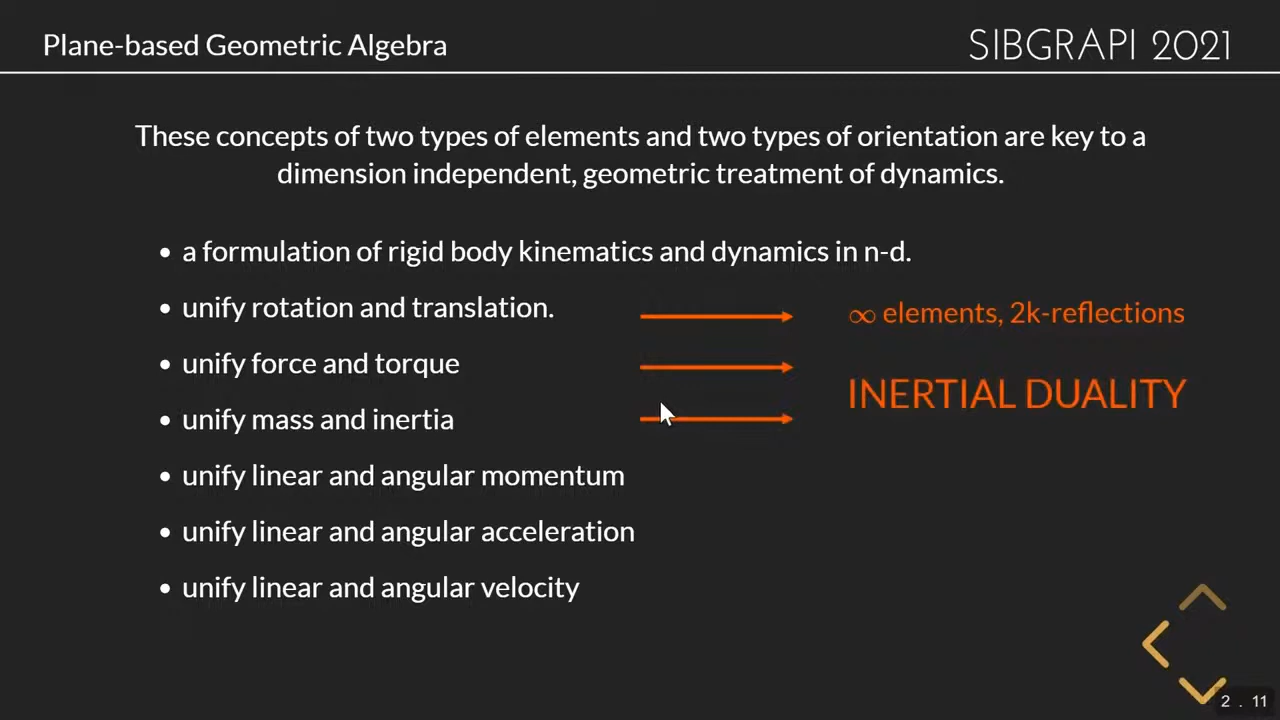 Plane-based Geometric Algebra
SIBGRAPI 2021
These concepts of two types of elements and two types of orientation are key to a
dimension independent, geometric treatment of dynamics.
• a formulation of rigid body kinematics and dynamics in n-d.
• unify rotation and translation.
∞ elements, 2k-reflections
• unify force and torque
INERTIAL DUALITY
• unify mass and inertia
• unify linear and angular momentum
• unify linear and angular acceleration
• unify linear and angular velocity
2 . 11